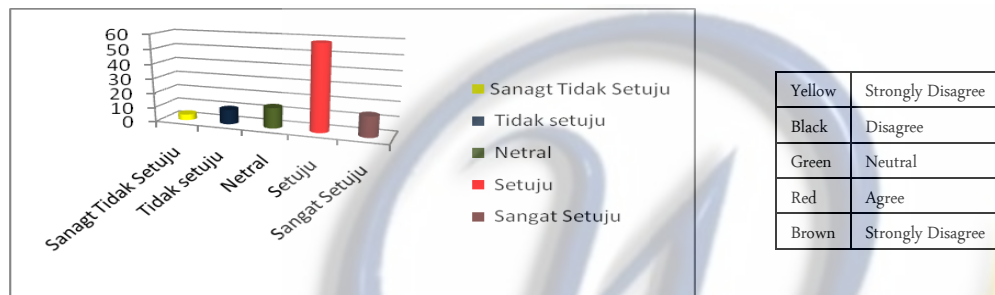 60
50
40
30
20
10
0
Sanagt Tidak Setuju
Tidak setuju
Netral
Setuju
Sangat Setuju
Sanagt Tidak Setuju
Tidak setuju
Netral
Setuju
Sangat Setuju
Yellow Strongly Disagree
Black Disagree
Green Neutral
Red Agree
Brown Strongly Disagree